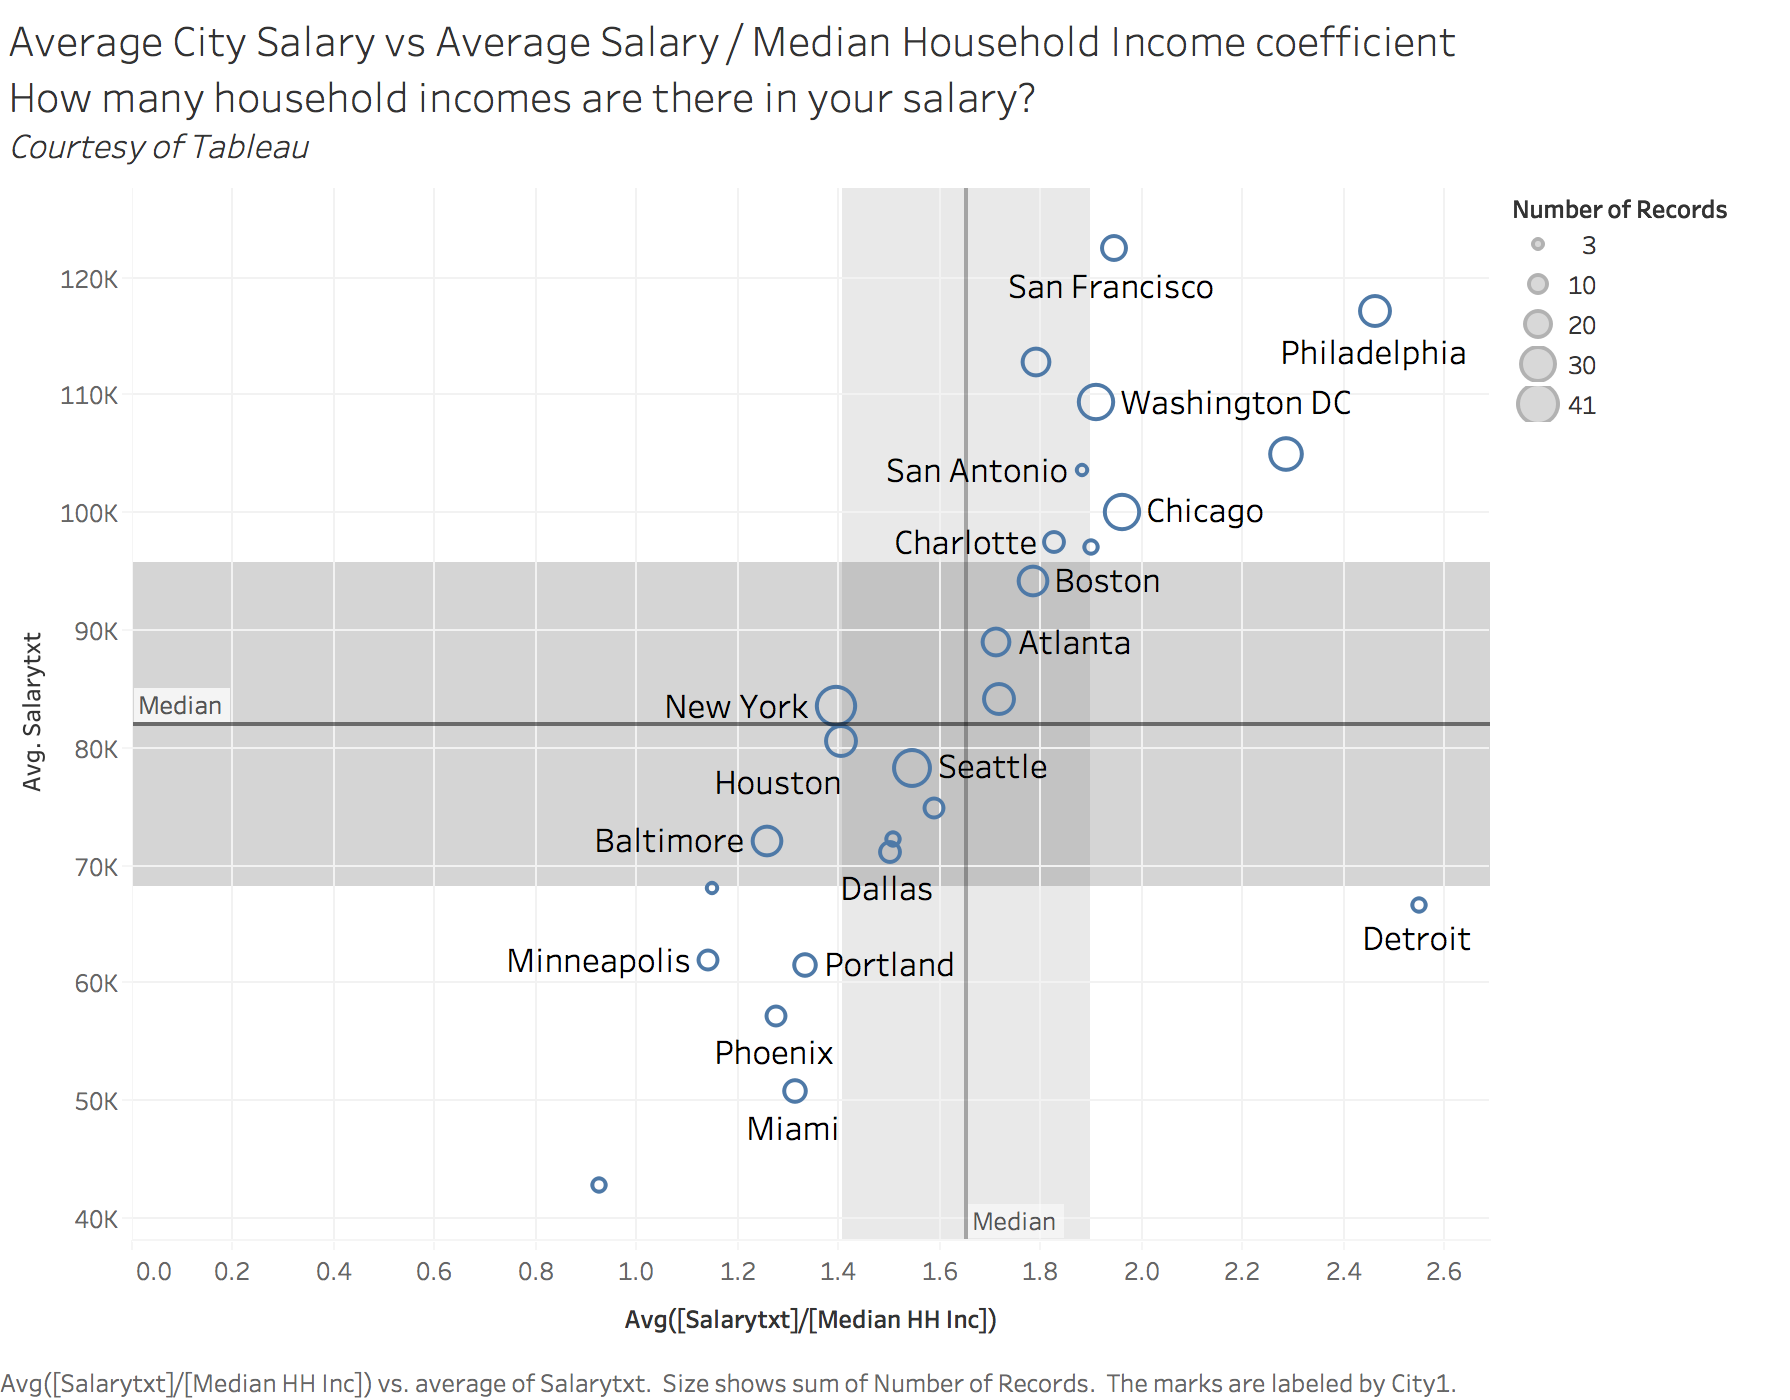 Average City Salary vs Average Salary / Median Household Income coefficient
How many household incomes are there in your salary?
Courtesy of Tableau
Number of Records
3
10
20
30
41
120K
110K
100K
90K
80K
70K
60K
50K
40K
Avg. Salarytxt
San Francisco
Philadelphia
Washington DC
San Antonio
Chicago
Charlotte
Boston
Atlanta
Median
New York
Seattle
Houston
Baltimore
Dallas
Detroit
Minneapolis
Portland
Phoenix
Miami
Median
0.0 0.2 0.4 0.6 0.8 1.0 1.2 1.4 1.6 1.8 2.0 2.2 2.4 2.6
Avg([Salarytxt]/[Median HH Inc])
Avg([Salarytxt]/[Median HH Inc]) vs. average of Salarytxt.  Size shows sum of Number of Records.  The marks are labeled by City1.